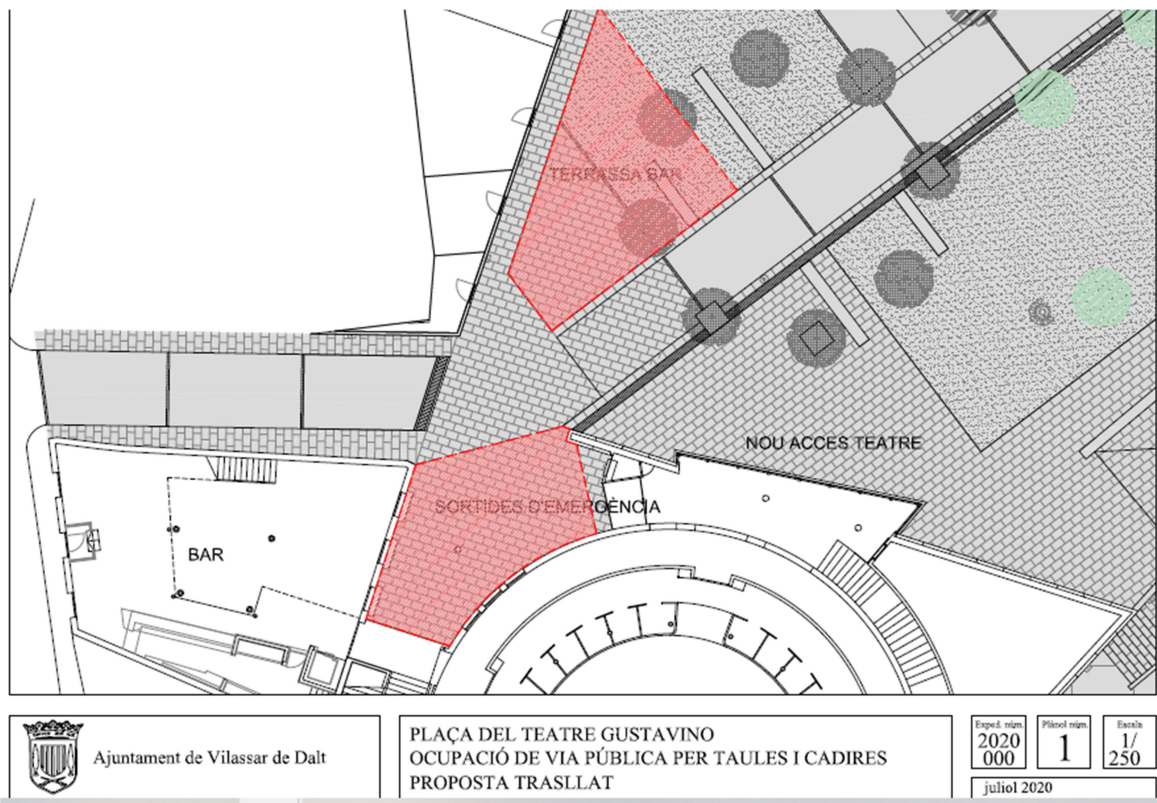 TERRASSA BAR
NOU ACCES TEATRE
SORTIDES D'EMERGÈNCIA
BAR
Ajuntament de Vilassar de Dalt
PLAÇA DEL TEATRE GUSTAVINO
OCUPACIÓ DE VIA PÚBLICA PER TAULES I CADIRES
PROPOSTA TRASLLAT
Exped. núm.
2020
000
Plànol núm.
1
Escala
1/
250
juliol 2020